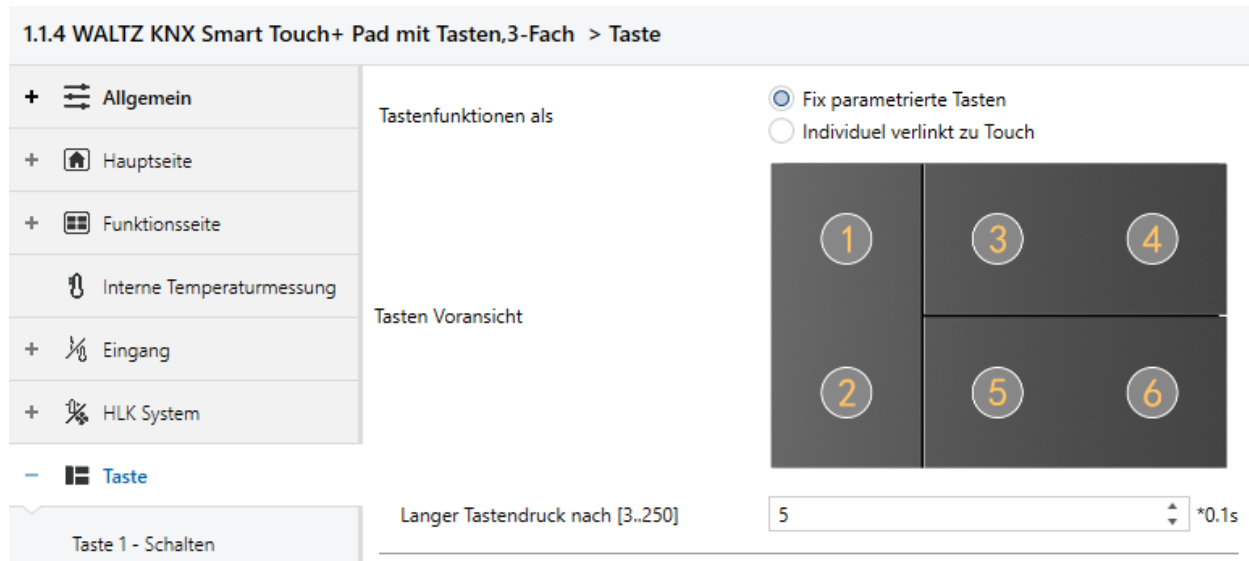 1.1.4 WALTZ KNX Smart Touch+ Pad mit Tasten,3-Fach > Taste
+ Allgemein
+ Hauptseite
+ Funktionsseite
Interne Temperaturmessung
+ Eingang
+ HLK System
− Taste
Taste 1 - Schalten
Tastenfunktionen als
Fix parametrierte Tasten
Individuel verlinkt zu Touch
Tasten Voransicht
1 3 4
2 5 6
Langer Tastendruck nach [3..250] 5 *0.1s